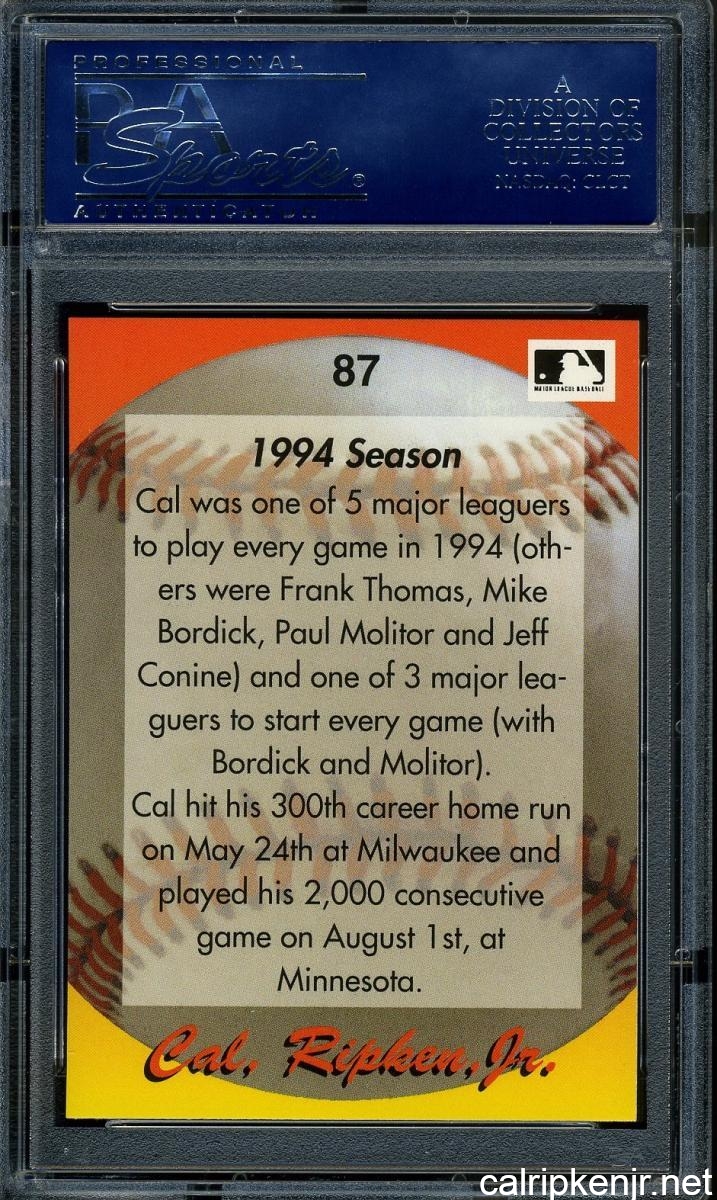 PROFESSIONAL
PSA
Sports®
AUTHENTICATOR
A
DIVISION OF
COLLECTORS
UNIVERSE
NASDAQ: CLCT
87
MAJOR LEAGUE BASEBALL
1994 Season
Cal was one of 5 major leaguers
to play every game in 1994 (oth-
ers were Frank Thomas, Mike
Bordick, Paul Molitor and Jeff
Conine) and one of 3 major lea-
guers to start every game (with
Bordick and Molitor).
Cal hit his 300th career home run
on May 24th at Milwaukee and
played his 2,000 consecutive
game on August 1st, at
Minnesota.
Cal, Ripken, Jr.
calripkenjr.net